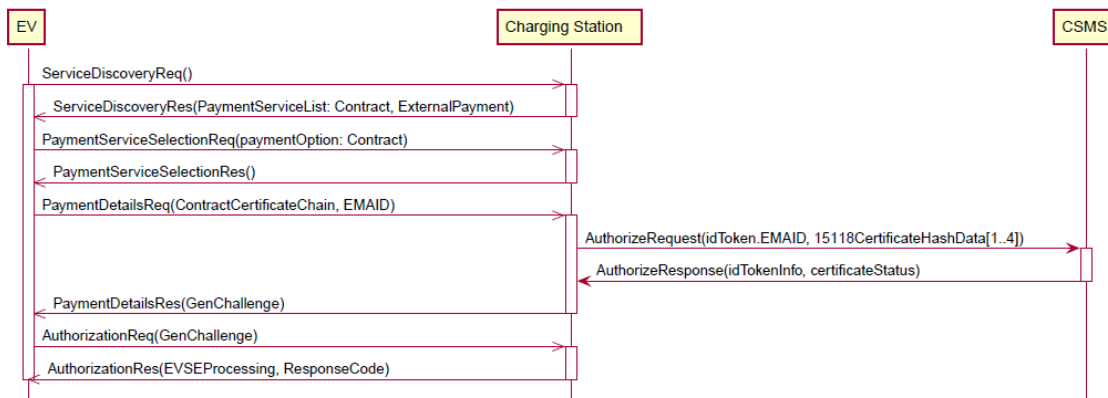 EV
Charging Station
CSMS
ServiceDiscoveryReq()
ServiceDiscoveryRes(PaymentServiceList: Contract, ExternalPayment)
PaymentServiceSelectionReq(paymentOption: Contract)
PaymentServiceSelectionRes()
PaymentDetailsReq(ContractCertificateChain, EMAID)
AuthorizeRequest(idToken.EMAID, 15118CertificateHashData[1..4])
AuthorizeResponse(idTokenInfo, certificateStatus)
PaymentDetailsRes(GenChallenge)
AuthorizationReq(GenChallenge)
AuthorizationRes(EVSEProcessing, ResponseCode)